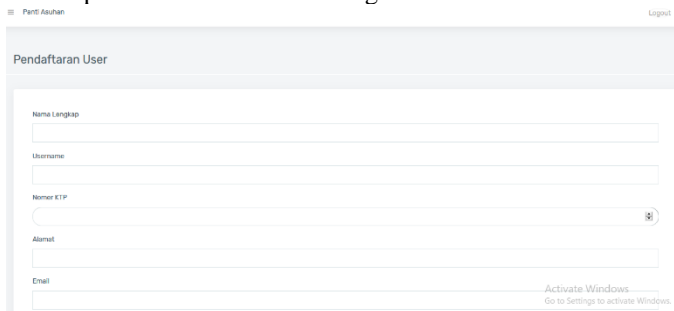 Panti Asuhan
Logout
Pendaftaran User
Nama Lengkap
Username
Nomer KTP
Alamat
Email
Activate Windows
Go to Settings to activate Windows.